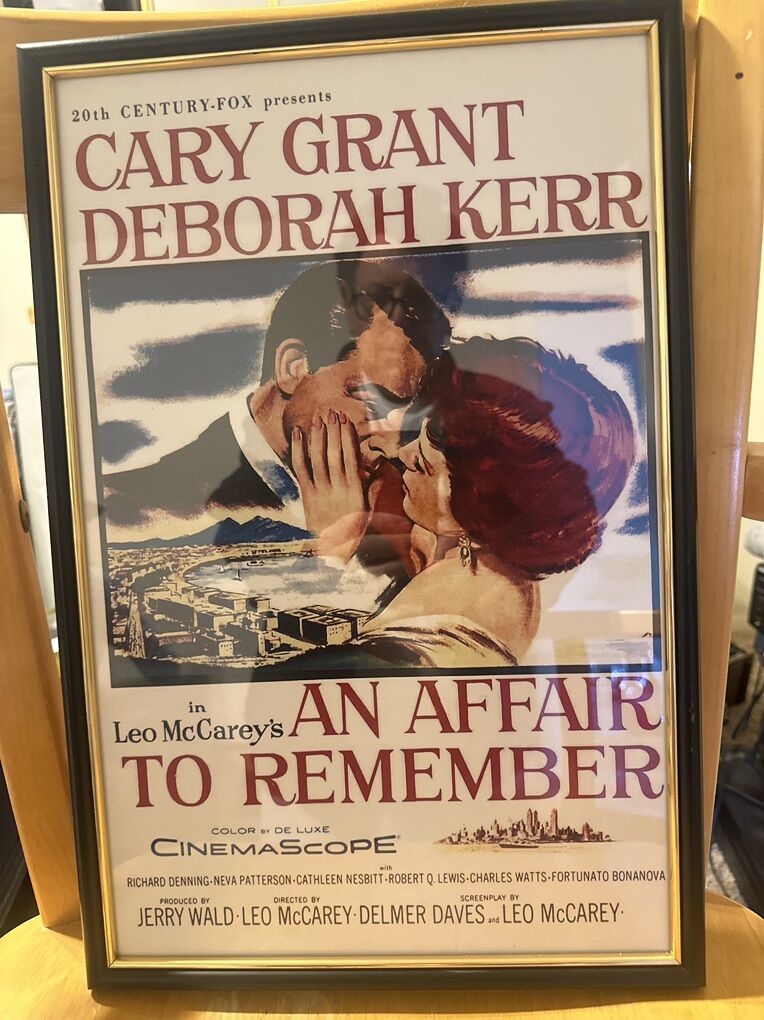 20th CENTURY-FOX presents
CARY GRANT
DEBORAH KERR
in
Leo McCarey's AN AFFAIR
TO REMEMBER
COLOR BY DE LUXE
CINEMASCOPE®
with
RICHARD DENNING·NEVA PATTERSON·CATHLEEN NESBITT·ROBERT Q. LEWIS·CHARLES WATTS·FORTUNATO BONANOVA
PRODUCED BY DIRECTED BY SCREENPLAY BY
JERRY WALD·LEO McCAREY·DELMER DAVES and LEO McCAREY·